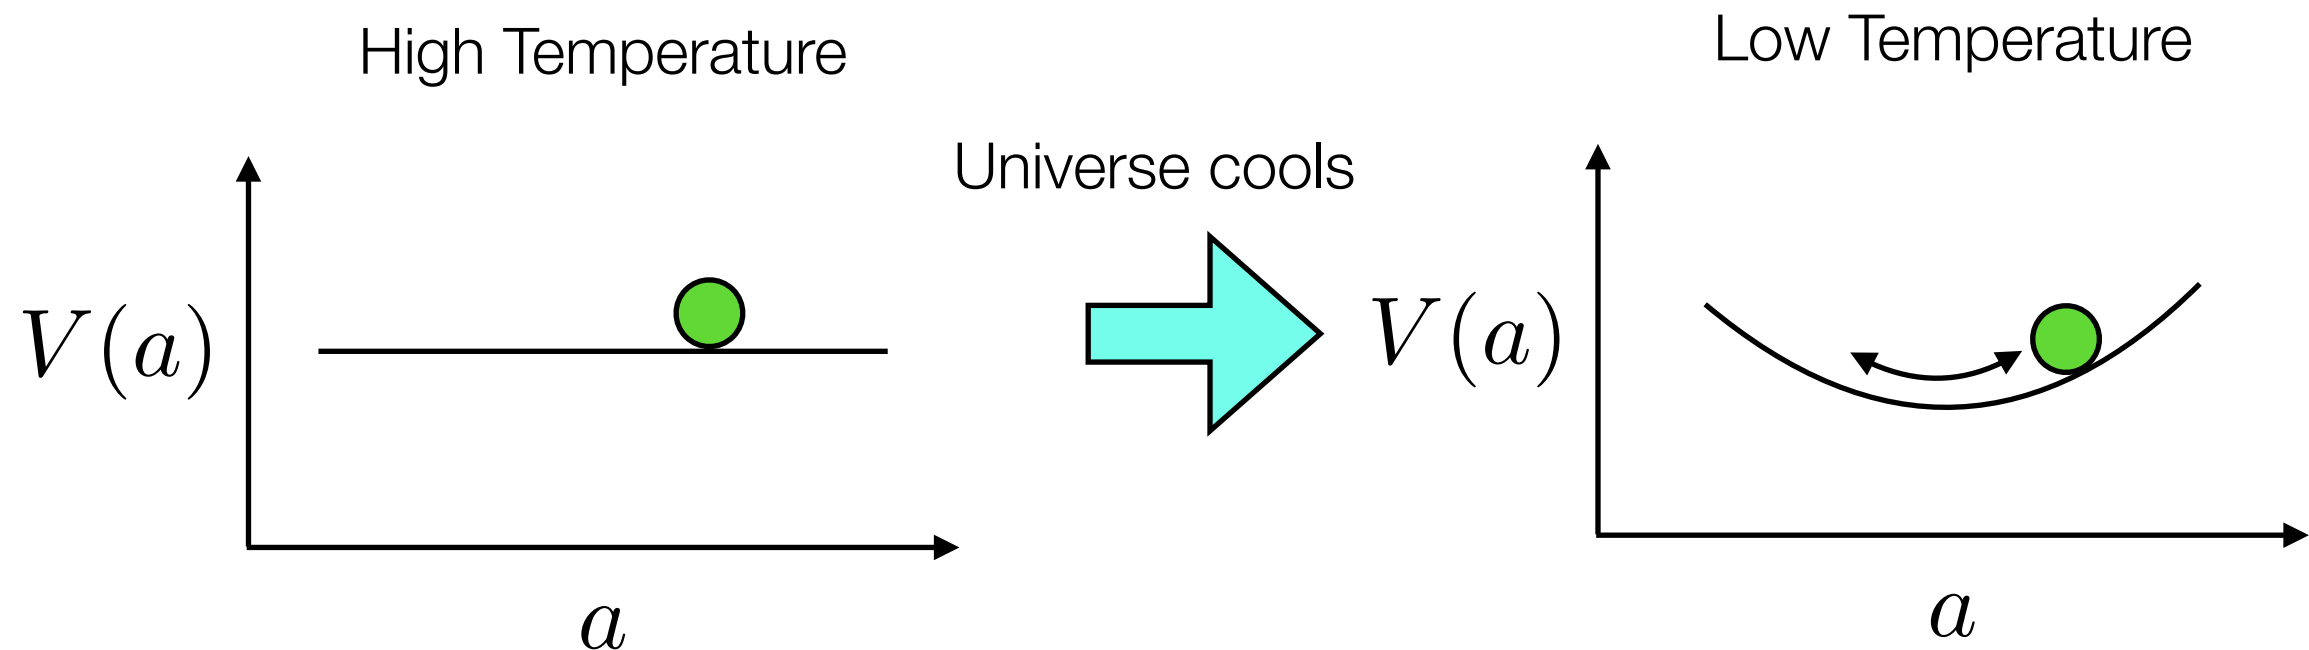 High Temperature
V(a)
a
Universe cools
Low Temperature
V(a)
a